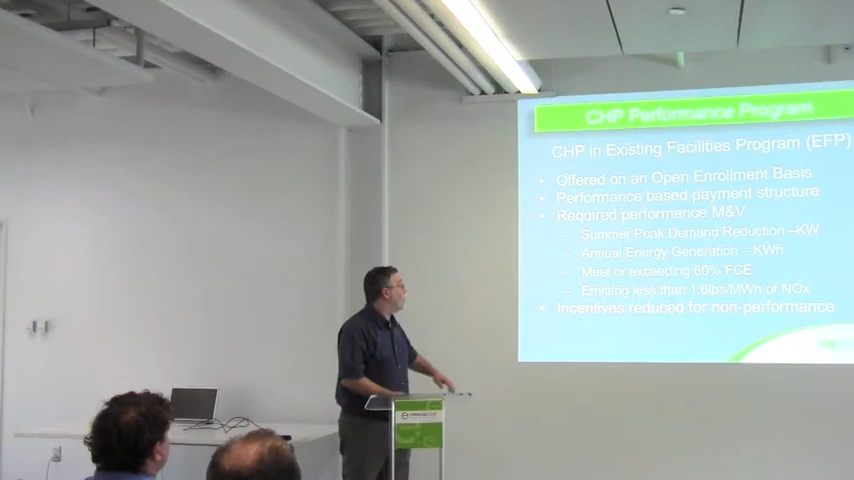 CHP Performance Program
CHP in Existing Facilities Program (EFP)
• Offered on an Open Enrollment Basis
• Performance based payment structure
• Required performance M&V
– Summer Peak Demand Reduction –KW
– Annual Energy Generation – KWh
– Meet or exceeding 60% FCE
– Emitting less than 1.6lbs/MWh of NOx
• Incentives reduced for non-performance